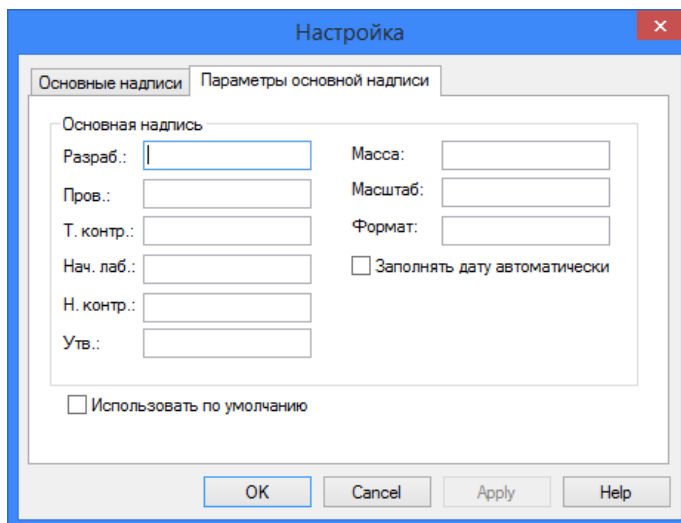 Настройка
Основные надписи
Параметры основной надписи
Основная надпись
Разраб.:
Масса:
Пров.:
Масштаб:
Т. контр.:
Формат:
Нач. лаб.:
Заполнять дату автоматически
Н. контр.:
Утв.:
Использовать по умолчанию
OK
Cancel
Apply
Help